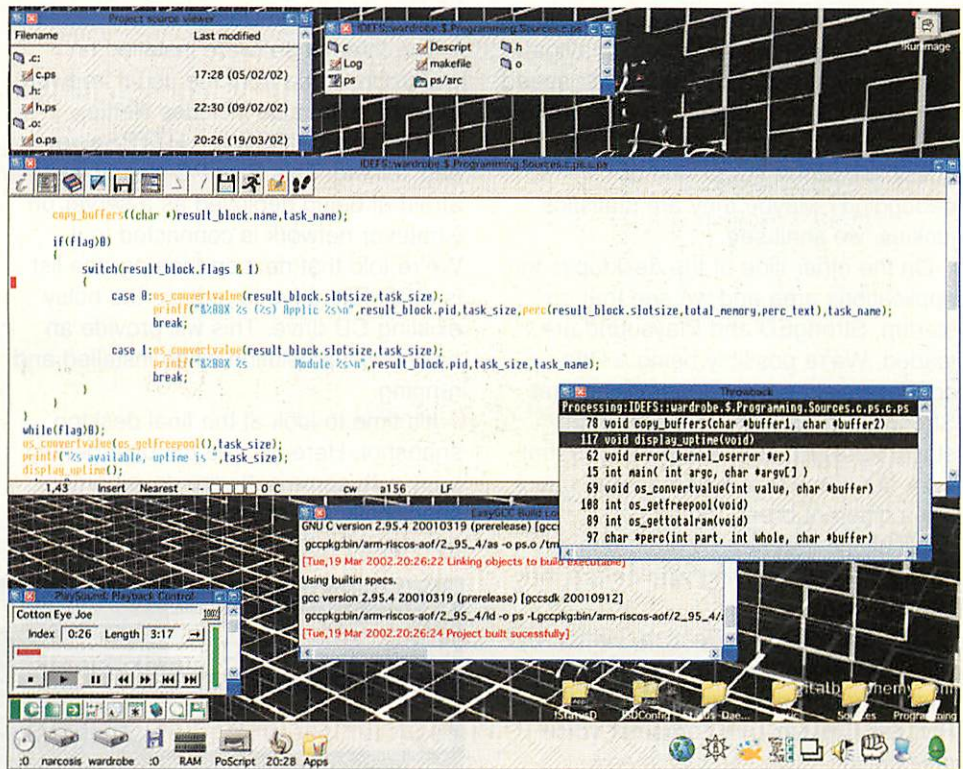 Project source viewer
Filename Last modified
.c:
c.ps 17:28 (05/02/02)
.h:
h.ps 22:30 (09/02/02)
.o:
o.ps 20:26 (19/03/02)
IDEFS::wardrobe.$.Programming.Sources.c.ps
c Descript h
Log makefile o
ps ps/arc
!RunImage
IDEFS::wardrobe.$.Programming.Sources.c.ps.c.ps
copy_buffers((char *)result_block.name,task_name);
if(flag>0)
{
switch(result_block.flags & 1)
{
case 0:os_convertvalue(result_block.slotsize,task_size);
printf("&%08X %s (%s) Applic %s\n",result_block.pid,task_size,perc(result_block.slotsize,total_memory,perc_text),task_name);
break;
case 1:os_convertvalue(result_block.slotsize,task_size);
printf("&%08X %s Module %s\n",result_block.pid,task_size,task_name);
break;
}
}
}
while(flag>0);
os_convertvalue(os_getfreepool(),task_size);
printf("%s available, uptime is ",task_size);
display_uptime();
1,43 Insert Nearest - - 0 C cw a156 LF
Throwback
Processing:IDEFS::wardrobe.$.Programming.Sources.c.ps.c.ps
78 void copy_buffers(char *buffer1, char *buffer2)
117 void display_uptime(void)
62 void error(_kernel_oserror *er)
15 int main( int argc, char *argv[] )
69 void os_convertvalue(int value, char *buffer)
108 int os_getfreepool(void)
89 int os_gettotalram(void)
97 char *perc(int part, int whole, char *buffer)
EasyGCC Build Log
GNU C version 2.95.4 20010319 (prerelease) [gccs
gccpkg:bin/arm-riscos-aof/2_95_4/as -o ps.o /tm
[Tue,19 Mar 2002.20:26:22 Linking objects to build executable]
Using builtin specs.
gcc version 2.95.4 20010319 (prerelease) [gccsdk 20010912]
gccpkg:bin/arm-riscos-aof/2_95_4/ld -o ps -Lgccpkg:bin/arm-riscos-aof/2_95_4/
[Tue,19 Mar 2002.20:26:24 Project built sucessfully]
PlaySound: Playback Control
Cotton Eye Joe 100%
Index 0:26 Length 3:17
fStatusD !SDConfig Sources Programming
:0 narcosis wardrobe :0 RAM PoScript 20:28 Apps